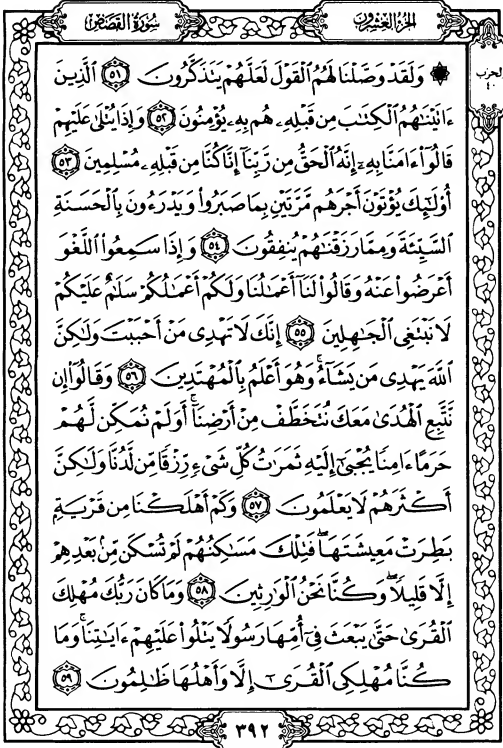 الجزء العشرون
سورة القصص
الحزب
٤٠
۞ وَلَقَدْ وَصَّلْنَا لَهُمُ ٱلْقَوْلَ لَعَلَّهُمْ يَتَذَكَّرُونَ ٥١ ٱلَّذِينَ
ءَاتَيْنَٰهُمُ ٱلْكِتَٰبَ مِن قَبْلِهِۦ هُم بِهِۦ يُؤْمِنُونَ ٥٢ وَإِذَا يُتْلَىٰ عَلَيْهِمْ
قَالُوٓا۟ ءَامَنَّا بِهِۦٓ إِنَّهُ ٱلْحَقُّ مِن رَّبِّنَآ إِنَّا كُنَّا مِن قَبْلِهِۦ مُسْلِمِينَ ٥٣
أُو۟لَٰٓئِكَ يُؤْتَوْنَ أَجْرَهُم مَّرَّتَيْنِ بِمَا صَبَرُوا۟ وَيَدْرَءُونَ بِٱلْحَسَنَةِ
ٱلسَّيِّئَةَ وَمِمَّا رَزَقْنَٰهُمْ يُنفِقُونَ ٥٤ وَإِذَا سَمِعُوا۟ ٱللَّغْوَ
أَعْرَضُوا۟ عَنْهُ وَقَالُوا۟ لَنَآ أَعْمَٰلُنَا وَلَكُمْ أَعْمَٰلُكُمْ سَلَٰمٌ عَلَيْكُمْ
لَا نَبْتَغِى ٱلْجَٰهِلِينَ ٥٥ إِنَّكَ لَا تَهْدِى مَنْ أَحْبَبْتَ وَلَٰكِنَّ
ٱللَّهَ يَهْدِى مَن يَشَآءُ ۚ وَهُوَ أَعْلَمُ بِٱلْمُهْتَدِينَ ٥٦ وَقَالُوٓا۟ إِن
نَّتَّبِعِ ٱلْهُدَىٰ مَعَكَ نُتَخَطَّفْ مِنْ أَرْضِنَآ ۚ أَوَلَمْ نُمَكِّن لَّهُمْ
حَرَمًا ءَامِنًا يُجْبَىٰٓ إِلَيْهِ ثَمَرَٰتُ كُلِّ شَىْءٍ رِّزْقًا مِّن لَّدُنَّا وَلَٰكِنَّ
أَكْثَرَهُمْ لَا يَعْلَمُونَ ٥٧ وَكَمْ أَهْلَكْنَا مِن قَرْيَةٍۭ
بَطِرَتْ مَعِيشَتَهَا ۖ فَتِلْكَ مَسَٰكِنُهُمْ لَمْ تُسْكَن مِّنۢ بَعْدِهِمْ
إِلَّا قَلِيلًا ۖ وَكُنَّا نَحْنُ ٱلْوَٰرِثِينَ ٥٨ وَمَا كَانَ رَبُّكَ مُهْلِكَ
ٱلْقُرَىٰ حَتَّىٰ يَبْعَثَ فِىٓ أُمِّهَا رَسُولًا يَتْلُوا۟ عَلَيْهِمْ ءَايَٰتِنَا ۚ وَمَا
كُنَّا مُهْلِكِى ٱلْقُرَىٰٓ إِلَّا وَأَهْلُهَا ظَٰلِمُونَ ٥٩
٣٩٢